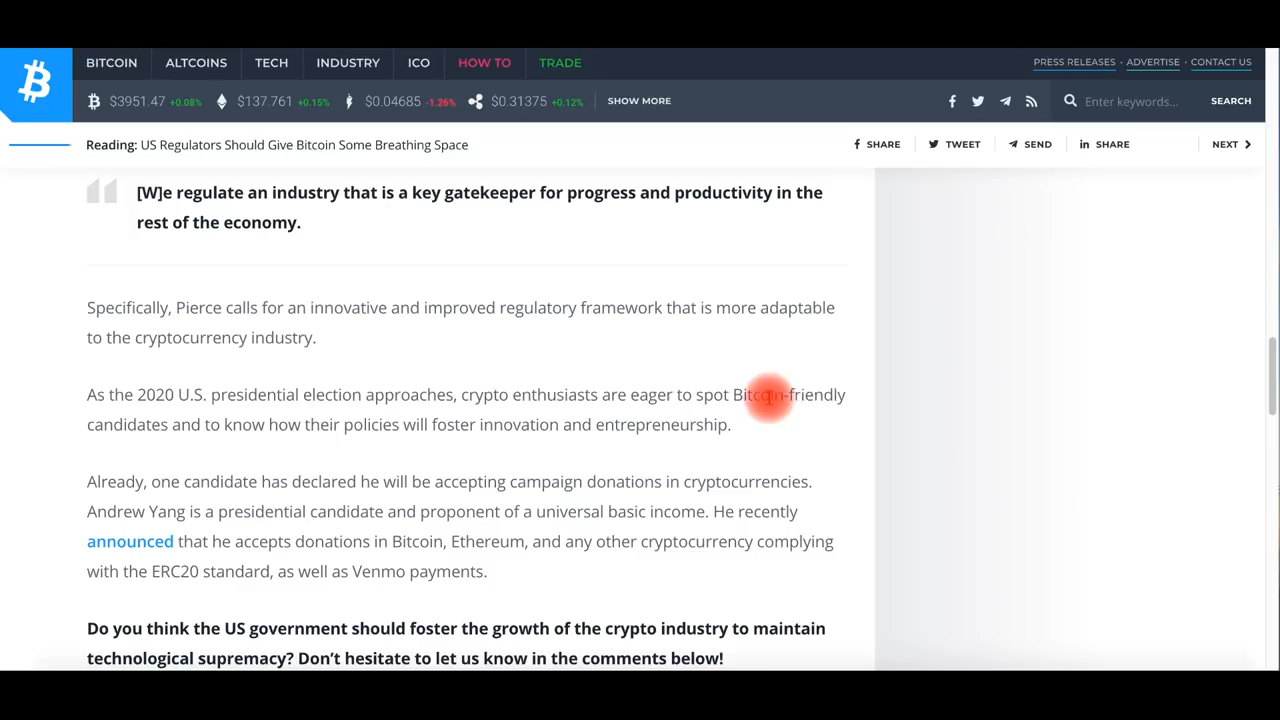 BITCOIN ALTCOINS TECH INDUSTRY ICO HOW TO TRADE PRESS RELEASES · ADVERTISE · CONTACT US
$3951.47 +0.08% $137.761 +0.15% $0.04685 -1.26% $0.31375 +0.12% SHOW MORE Enter keywords... SEARCH
Reading: US Regulators Should Give Bitcoin Some Breathing Space SHARE TWEET SEND SHARE NEXT
[W]e regulate an industry that is a key gatekeeper for progress and productivity in the
rest of the economy.
Specifically, Pierce calls for an innovative and improved regulatory framework that is more adaptable
to the cryptocurrency industry.
As the 2020 U.S. presidential election approaches, crypto enthusiasts are eager to spot Bitcoin-friendly
candidates and to know how their policies will foster innovation and entrepreneurship.
Already, one candidate has declared he will be accepting campaign donations in cryptocurrencies.
Andrew Yang is a presidential candidate and proponent of a universal basic income. He recently
announced that he accepts donations in Bitcoin, Ethereum, and any other cryptocurrency complying
with the ERC20 standard, as well as Venmo payments.
Do you think the US government should foster the growth of the crypto industry to maintain
technological supremacy? Don’t hesitate to let us know in the comments below!